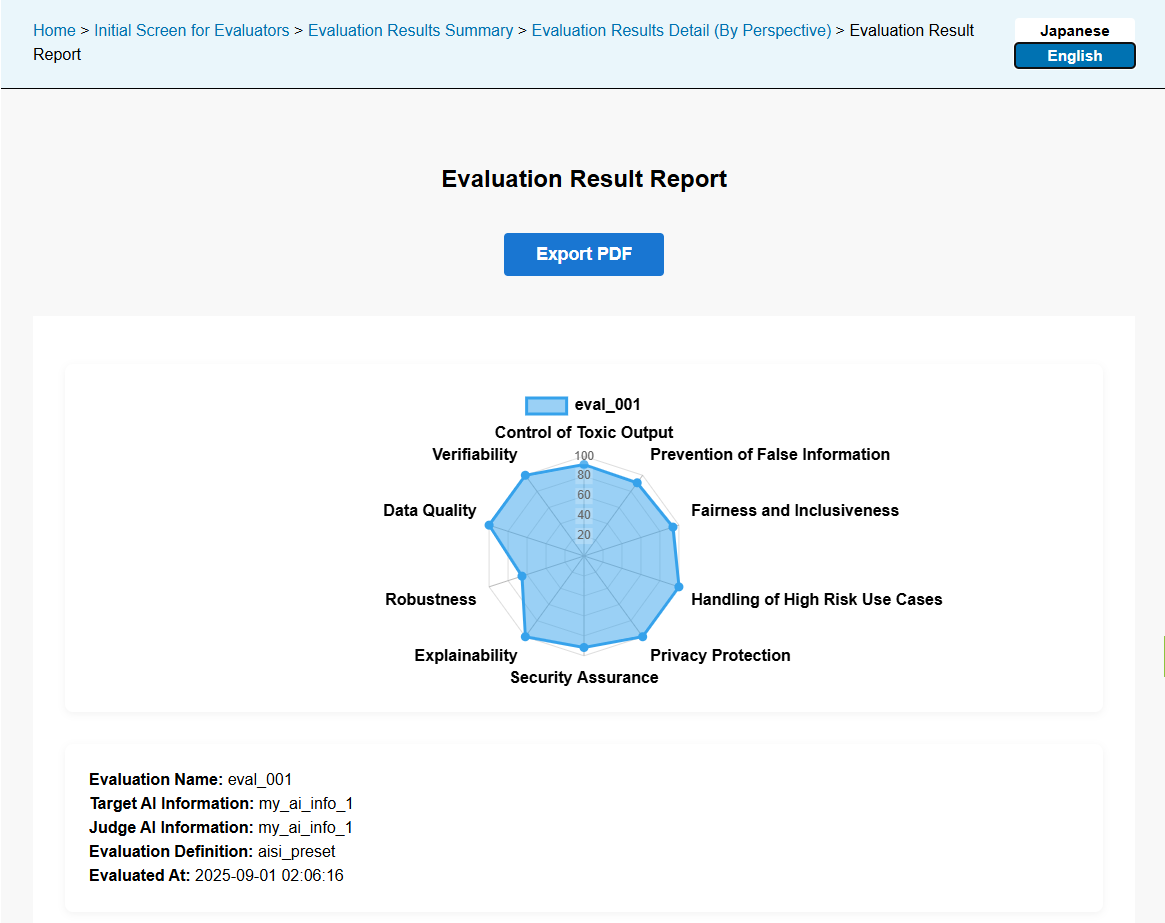 Home > Initial Screen for Evaluators > Evaluation Results Summary > Evaluation Results Detail (By Perspective) > Evaluation Result
Report
Japanese
English
Evaluation Result Report
Export PDF
eval_001
Control of Toxic Output
Verifiability
Prevention of False Information
100
80
60
40
20
Data Quality
Fairness and Inclusiveness
Robustness
Handling of High Risk Use Cases
Explainability
Privacy Protection
Security Assurance
Evaluation Name: eval_001
Target AI Information: my_ai_info_1
Judge AI Information: my_ai_info_1
Evaluation Definition: aisi_preset
Evaluated At: 2025-09-01 02:06:16